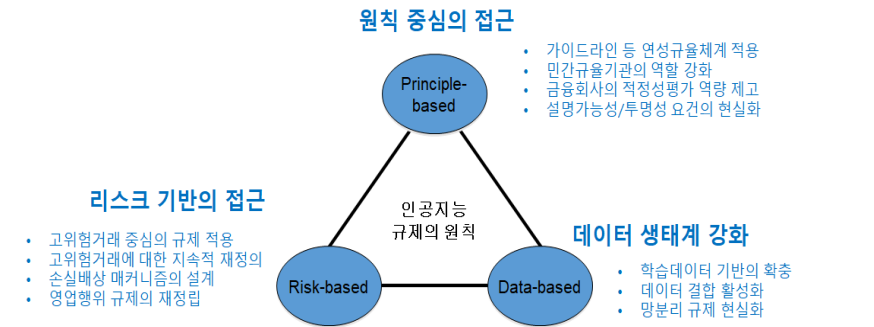 원칙 중심의 접근
Principle-
based
• 가이드라인 등 연성규율체계 적용
• 민간규율기관의 역할 강화
• 금융회사의 적정성평가 역량 제고
• 설명가능성/투명성 요건의 현실화
리스크 기반의 접근
• 고위험거래 중심의 규제 적용
• 고위험거래에 대한 지속적 재정의
• 손실배상 매커니즘의 설계
• 영업행위 규제의 재정립
Risk-based
인공지능
규제의 원칙
데이터 생태계 강화
• 학습데이터 기반의 확충
• 데이터 결합 활성화
• 망분리 규제 현실화
Data-based